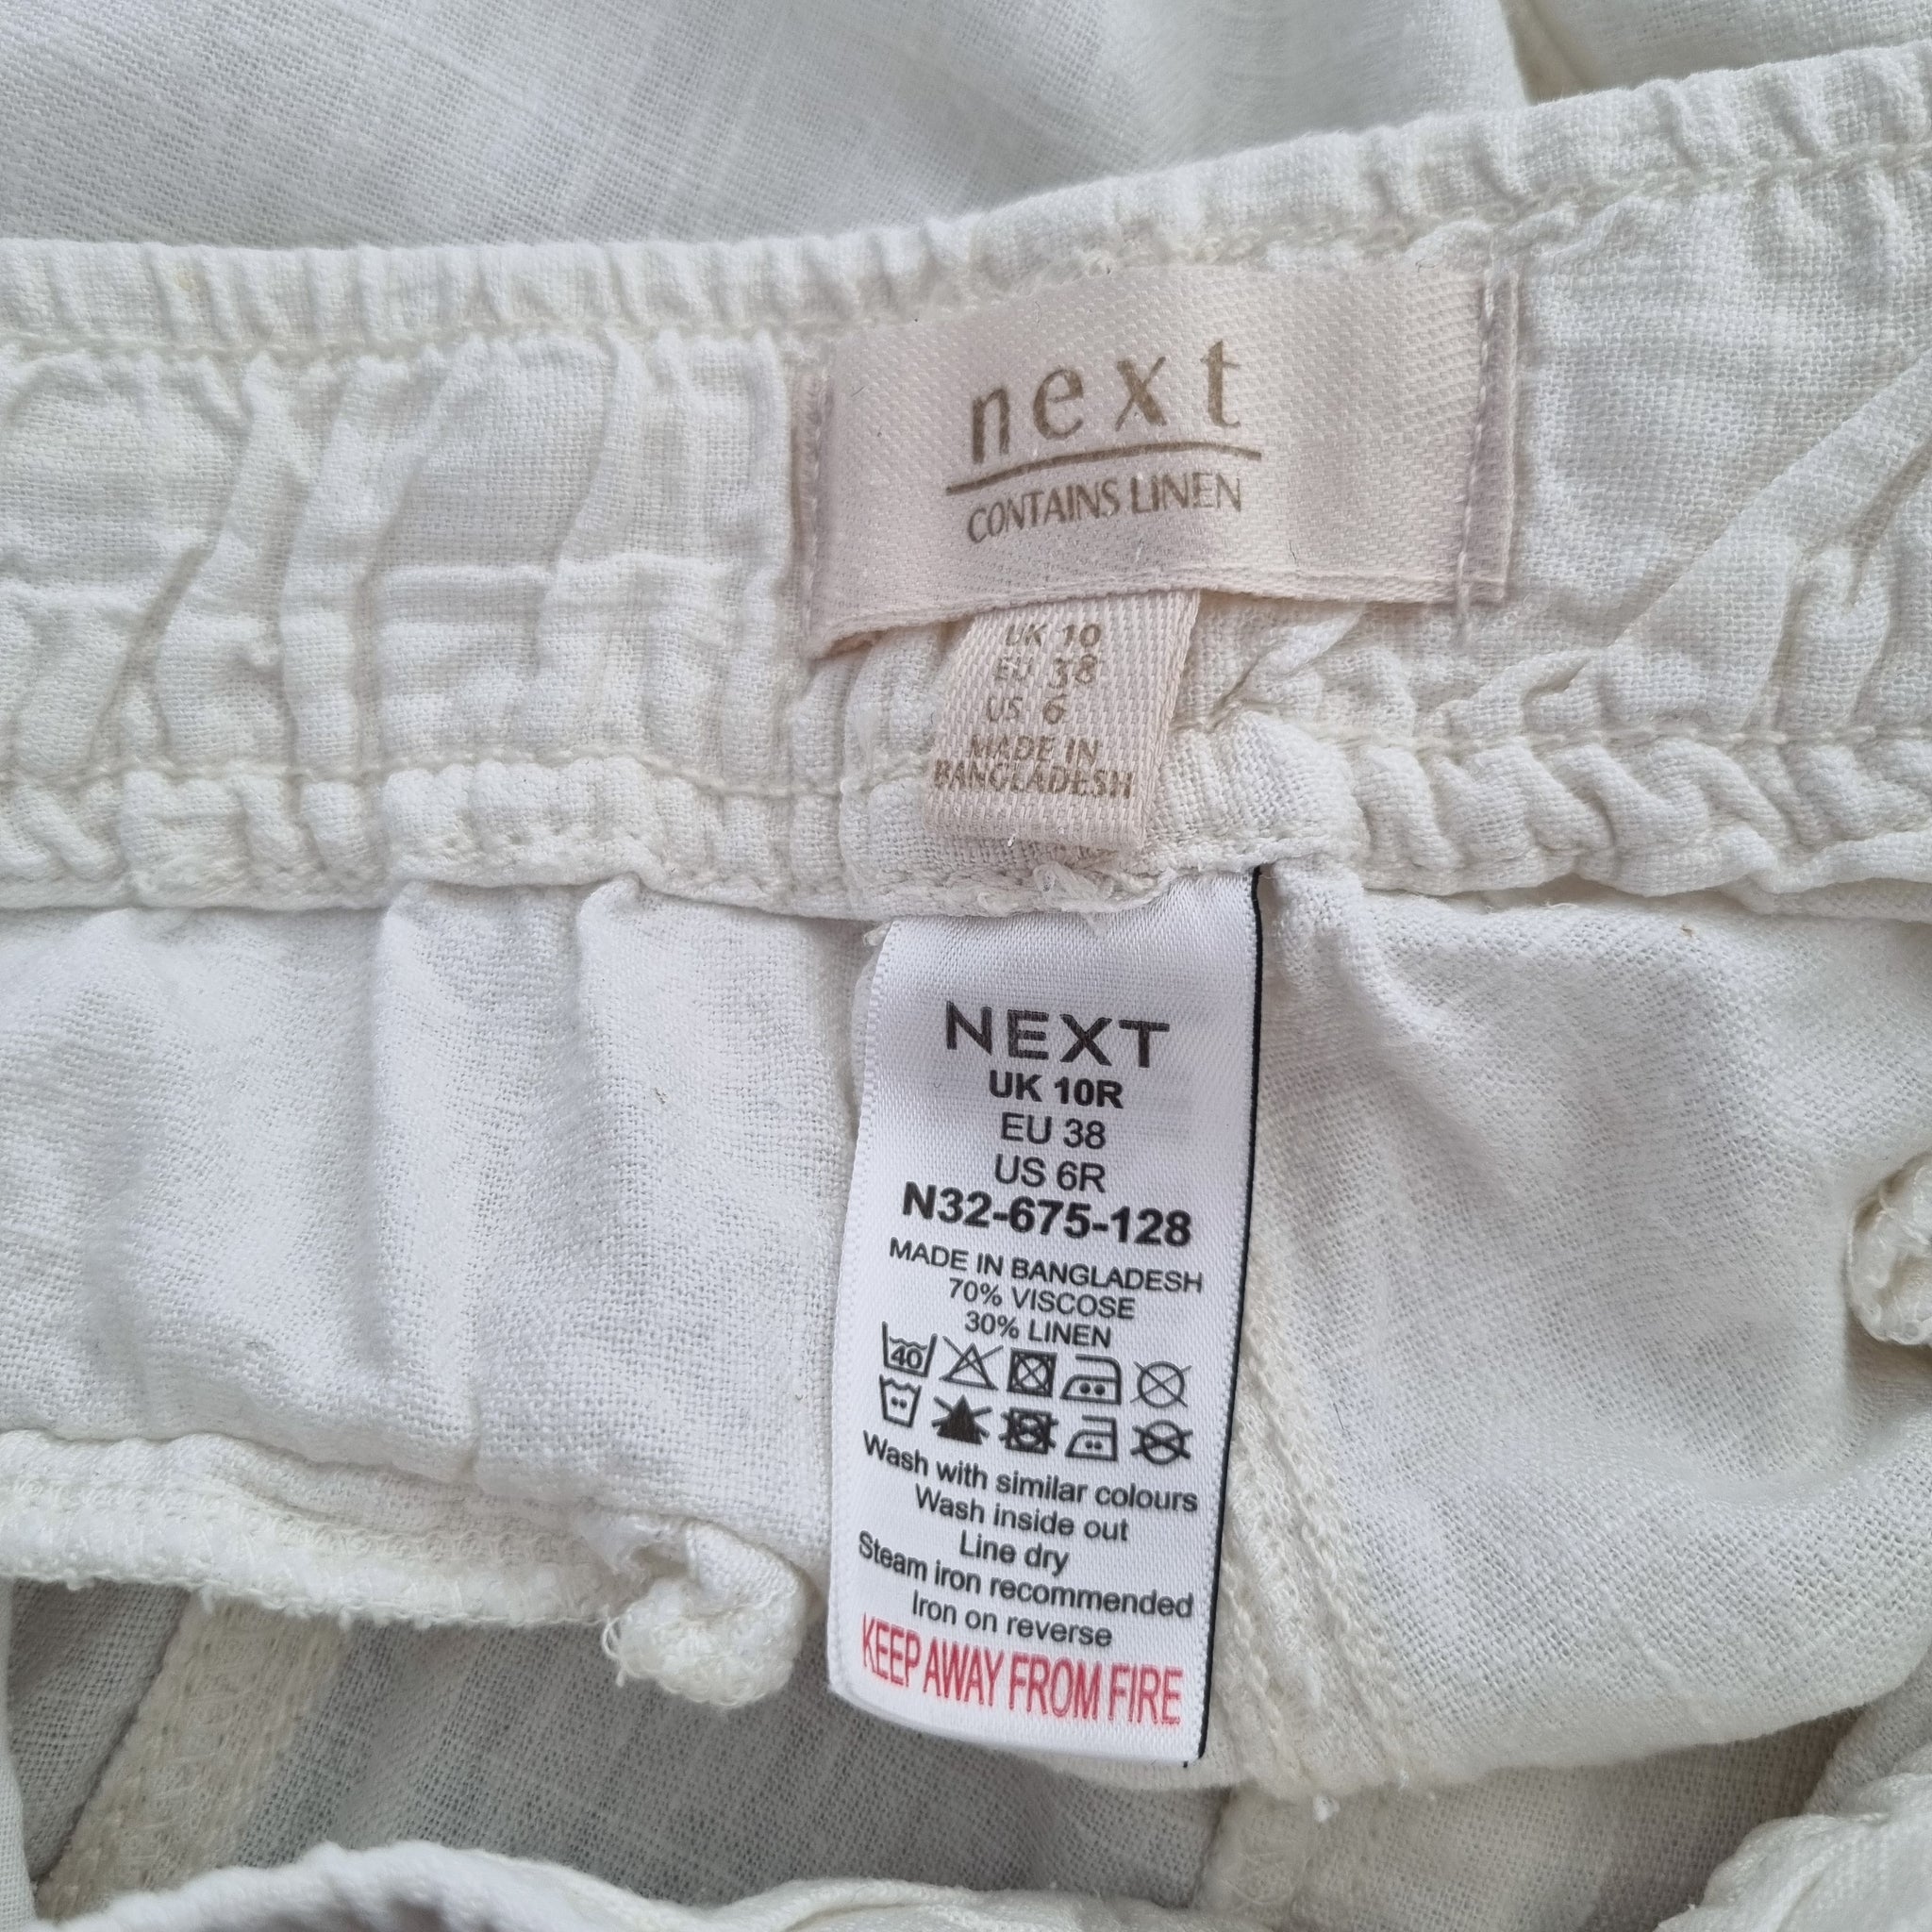 next
CONTAINS LINEN
UK 10
EU 38
US 6
MADE IN
BANGLADESH
NEXT
UK 10R
EU 38
US 6R
N32-675-128
MADE IN BANGLADESH
70% VISCOSE
30% LINEN
40
Wash with similar colours
Wash inside out
Line dry
Steam iron recommended
Iron on reverse
KEEP AWAY FROM FIRE